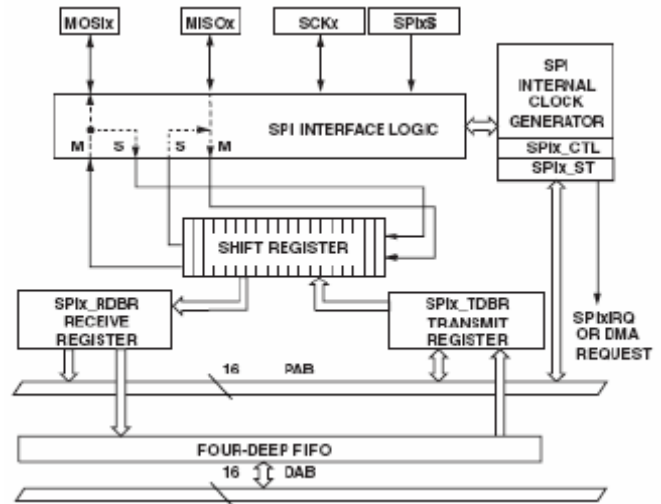 MOSIx
MISOx
SCKx
SPIxS
SPI
INTERNAL
CLOCK
GENERATOR
SPI INTERFACE LOGIC
M
S
S
M
SPIx_CTL
SPIx_ST
SHIFT REGISTER
SPIx_RDBR
RECEIVE
REGISTER
SPIx_TDBR
TRANSMIT
REGISTER
SPIxIRQ
OR DMA
REQUEST
16
PAB
FOUR-DEEP FIFO
16
DAB